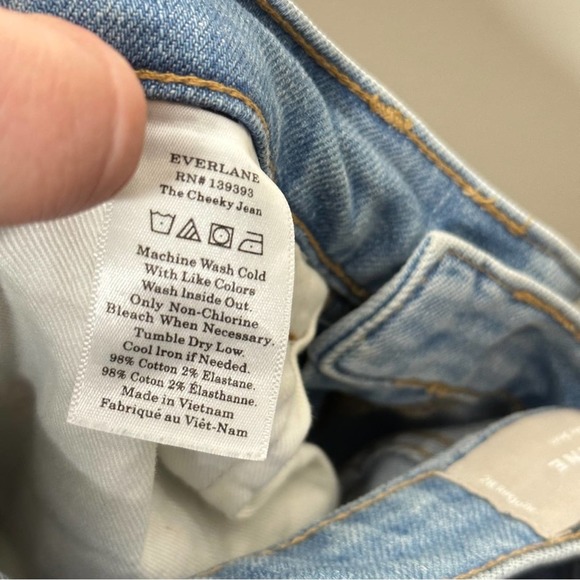 EVERLANE
RN# 139393
The Cheeky Jean
Machine Wash Cold
With Like Colors
Wash Inside Out.
Only Non-Chlorine
Bleach When Necessary.
Tumble Dry Low.
Cool Iron if Needed.
98% Cotton 2% Elastane.
98% Coton 2% Élasthanne.
Made in Vietnam
Fabriqué au Viêt-Nam